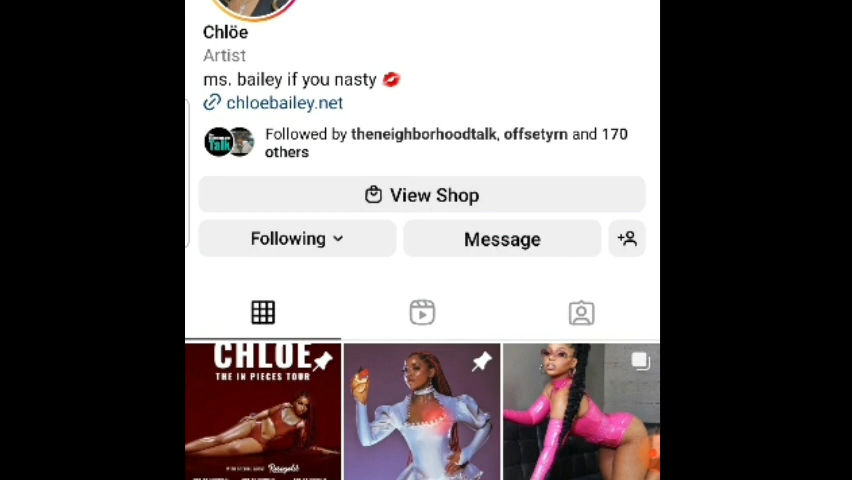 Chlöe
Artist
ms. bailey if you nasty 💋
chloebailey.net
Followed by theneighborhoodtalk, offsetyrn and 170
others
Talk
View Shop
Following
Message
CHLOE
THE IN PIECES TOUR